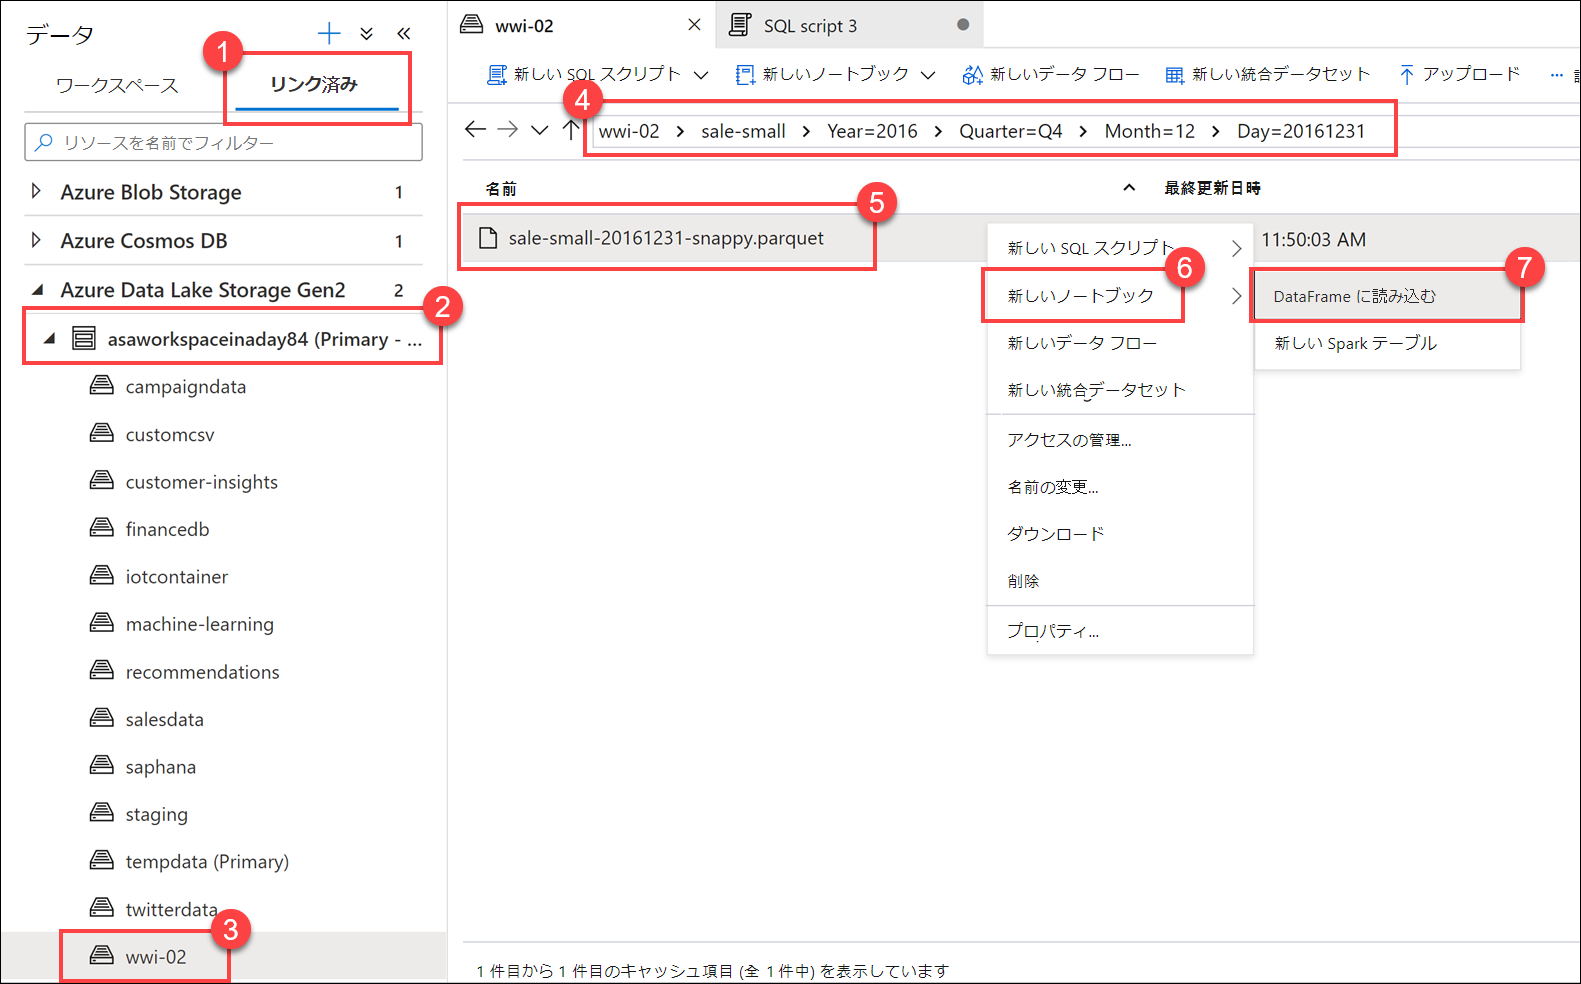 データ
1
ワークスペース
リンク済み
リソースを名前でフィルター
Azure Blob Storage 1
Azure Cosmos DB 1
Azure Data Lake Storage Gen2 2
2
asaworkspaceinaday84 (Primary - ...
campaigndata
customcsv
customer-insights
financedb
iotcontainer
machine-learning
recommendations
salesdata
saphana
staging
tempdata (Primary)
twitterdata
3
wwi-02
wwi-02
SQL script 3
新しい SQL スクリプト
新しいノートブック
新しいデータ フロー
新しい統合データセット
アップロード
...
4
wwi-02 > sale-small > Year=2016 > Quarter=Q4 > Month=12 > Day=20161231
名前
最終更新日時
5
sale-small-20161231-snappy.parquet
11:50:03 AM
新しい SQL スクリプト
6
新しいノートブック
新しいデータ フロー
新しい統合データセット
アクセスの管理...
名前の変更...
ダウンロード
削除
プロパティ...
7
DataFrame に読み込む
新しい Spark テーブル
1 件目から 1 件目のキャッシュ項目 (全 1 件中) を表示しています